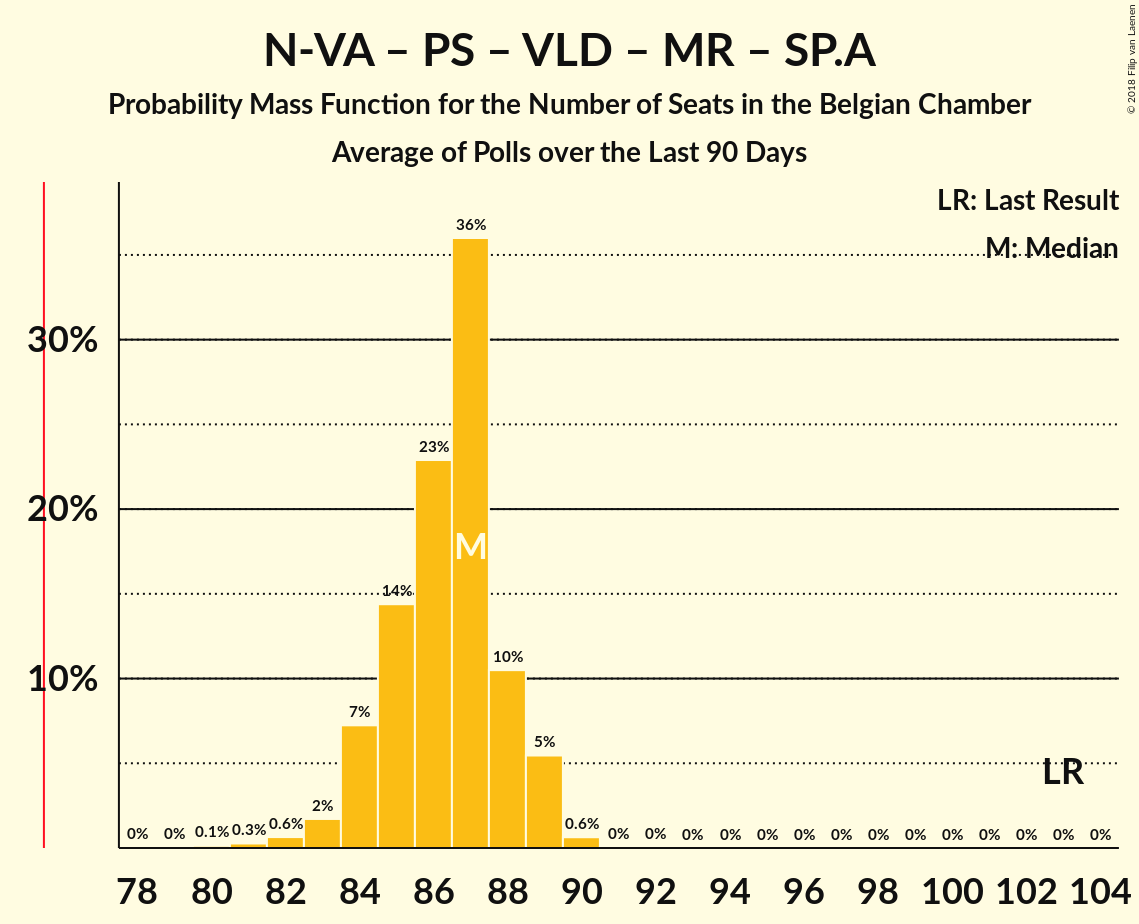 N-VA – PS – VLD – MR – SP.A
Probability Mass Function for the Number of Seats in the Belgian Chamber
Average of Polls over the Last 90 Days
© 2018 Filip van Laenen
LR: Last Result
M: Median
30%
20%
10%
0% 0% 0.1% 0.3% 0.6% 2% 7% 14% 23% 36% 10% 5% 0.6% 0% 0% 0% 0% 0% 0% 0% 0% 0% 0% 0% 0% 0% 0%
M
LR
78 80 82 84 86 88 90 92 94 96 98 100 102 104